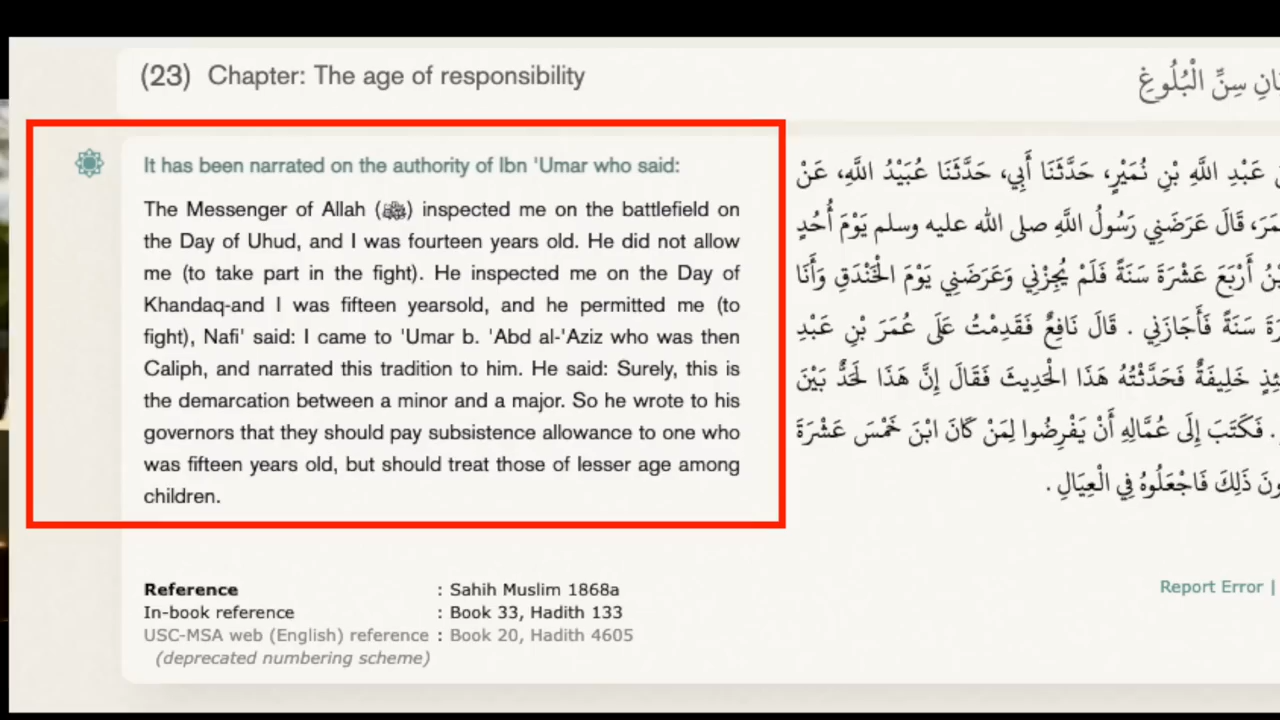 (23) Chapter: The age of responsibility
انِ سِنِّ الْبُلُوغِ
It has been narrated on the authority of Ibn 'Umar who said:
The Messenger of Allah (ﷺ) inspected me on the battlefield on
the Day of Uhud, and I was fourteen years old. He did not allow
me (to take part in the fight). He inspected me on the Day of
Khandaq-and I was fifteen yearsold, and he permitted me (to
fight), Nafi' said: I came to 'Umar b. 'Abd al-'Aziz who was then
Caliph, and narrated this tradition to him. He said: Surely, this is
the demarcation between a minor and a major. So he wrote to his
governors that they should pay subsistence allowance to one who
was fifteen years old, but should treat those of lesser age among
children.
عَبْدِ اللَّهِ بْنِ نُمَيْرٍ، حَدَّثَنَا أَبِي، حَدَّثَنَا عُبَيْدُ اللَّهِ، عَنْ
قَالَ عَرَضَنِي رَسُولُ اللَّهِ صلى الله عليه وسلم يَوْمَ أُحُدٍ
أَرْبَعَ عَشْرَةَ سَنَةً فَلَمْ يُجِزْنِي وَعَرَضَنِي يَوْمَ الْخَنْدَقِ وَأَنَا
سَنَةً فَأَجَازَنِي . قَالَ نَافِعٌ فَقَدِمْتُ عَلَى عُمَرَ بْنِ عَبْدِ
خَلِيفَةٌ فَحَدَّثْتُهُ هَذَا الْحَدِيثَ فَقَالَ إِنَّ هَذَا لَحَدٌّ بَيْنَ
. فَكَتَبَ إِلَى عُمَّالِهِ أَنْ يَفْرِضُوا لِمَنْ كَانَ ابْنَ خَمْسَ عَشْرَةَ
ذَلِكَ فَاجْعَلُوهُ فِي الْعِيَالِ .
Reference : Sahih Muslim 1868a
In-book reference : Book 33, Hadith 133
USC-MSA web (English) reference : Book 20, Hadith 4605
(deprecated numbering scheme)
Report Error |